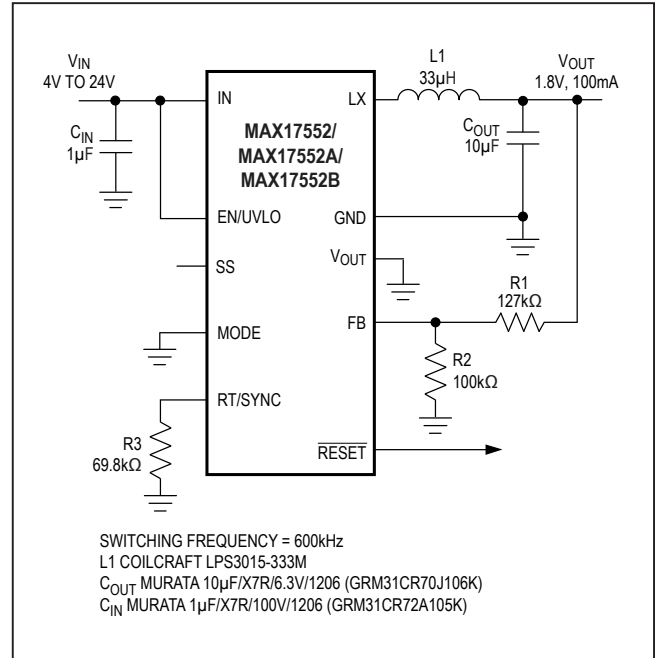 VIN
4V TO 24V
CIN
1µF
IN
EN/UVLO
SS
MODE
RT/SYNC
R3
69.8kΩ
MAX17552/
MAX17552A/
MAX17552B
LX
GND
VOUT
FB
RESET
L1
33µH
VOUT
1.8V, 100mA
COUT
10µF
R1
127kΩ
R2
100kΩ
SWITCHING FREQUENCY = 600kHz
L1 COILCRAFT LPS3015-333M
COUT MURATA 10µF/X7R/6.3V/1206 (GRM31CR70J106K)
CIN MURATA 1µF/X7R/100V/1206 (GRM31CR72A105K)